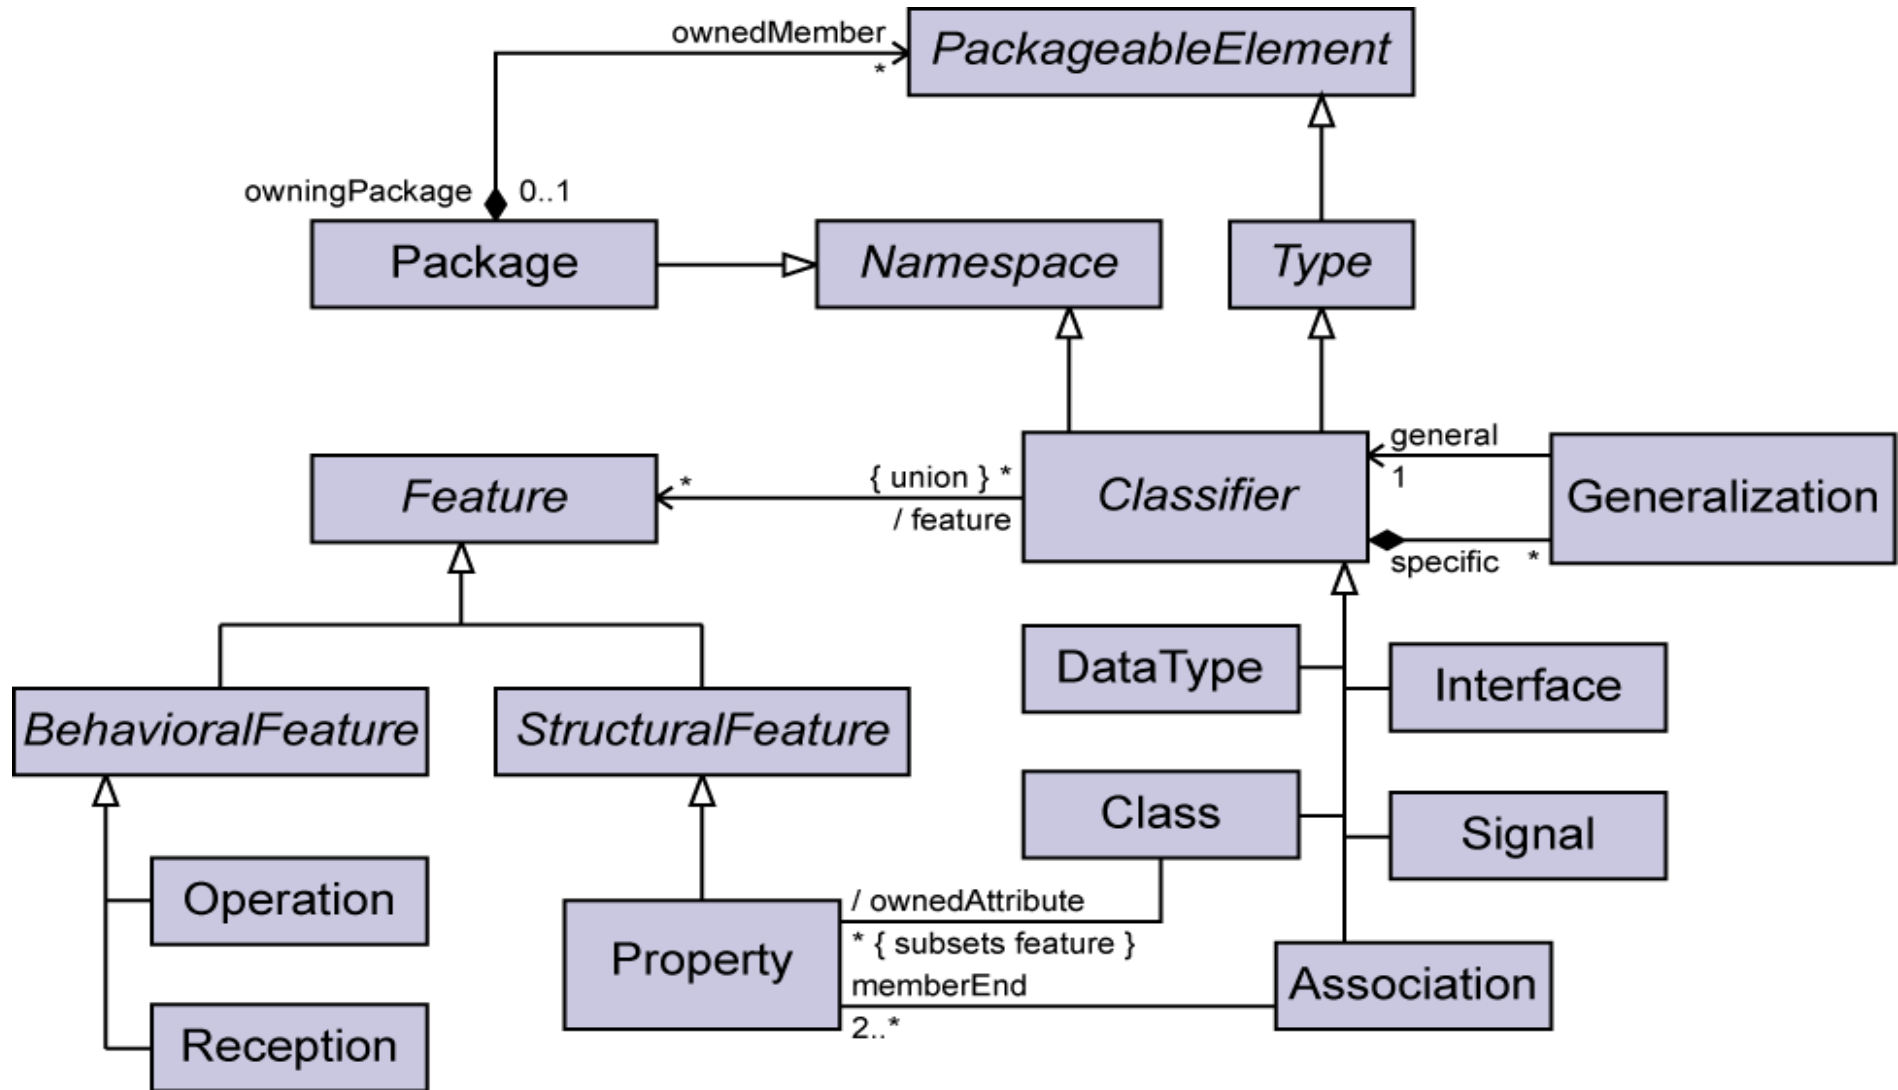 ownedMember
*
PackageableElement
owningPackage
0..1
Package
Namespace
Type
Feature
*
{ union } *
/ feature
Classifier
general
1
specific
*
Generalization
BehavioralFeature
StructuralFeature
DataType
Interface
Class
Signal
Operation
Reception
Property
/ ownedAttribute
* { subsets feature }
memberEnd
2..*
Association